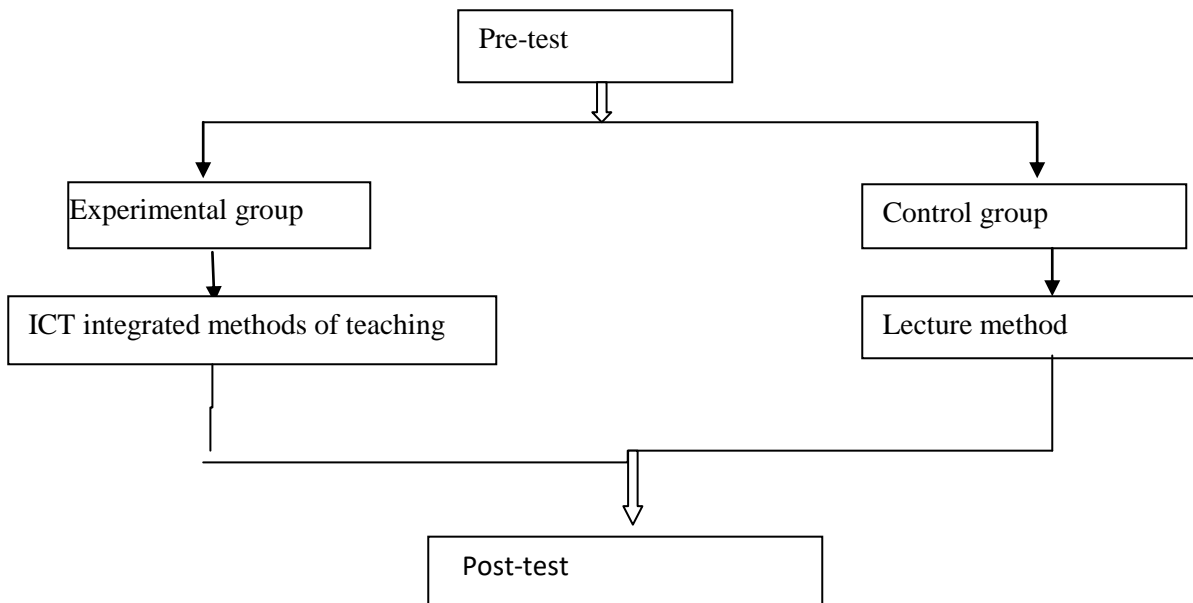 Pre-test
Experimental group
Control group
ICT integrated methods of teaching
Lecture method
Post-test